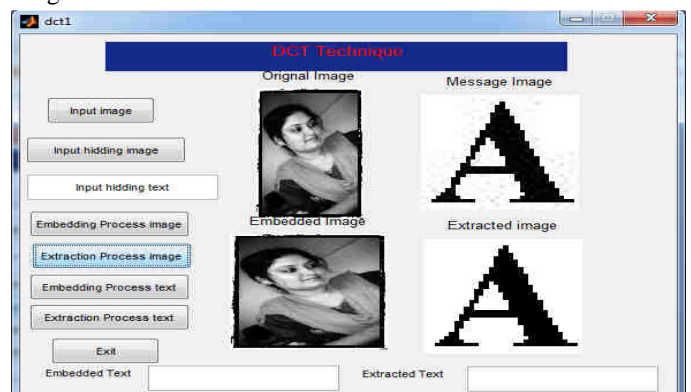 dct1
DCT Technique
Orignal Image
Message Image
Input image
Input hidding image
Input hidding text
A
Embedded Image
Extracted image
Embedding Process image
Extraction Process image
Embedding Process text
Extraction Process text
A
Exit
Embedded Text
Extracted Text